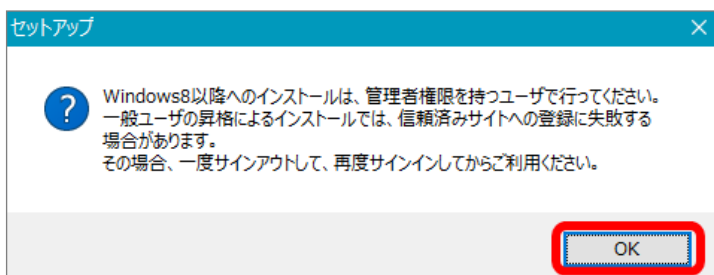 セットアップ
Windows8以降へのインストールは、管理者権限を持つユーザで行ってください。
一般ユーザの昇格によるインストールでは、信頼済みサイトへの登録に失敗する
場合があります。
その場合、一度サインアウトして、再度サインインしてからご利用ください。
OK